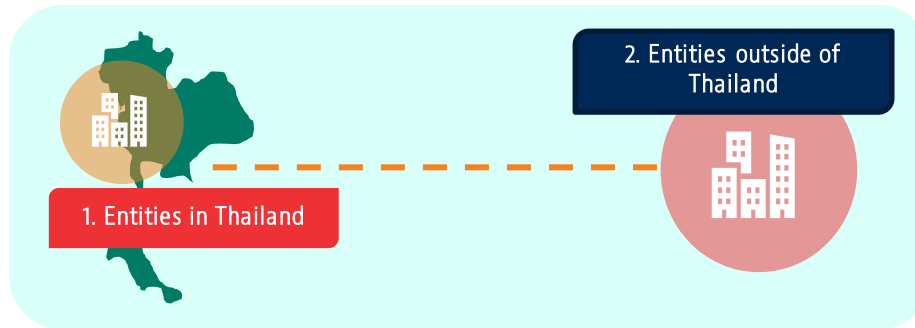 2. Entities outside of
Thailand
1. Entities in Thailand